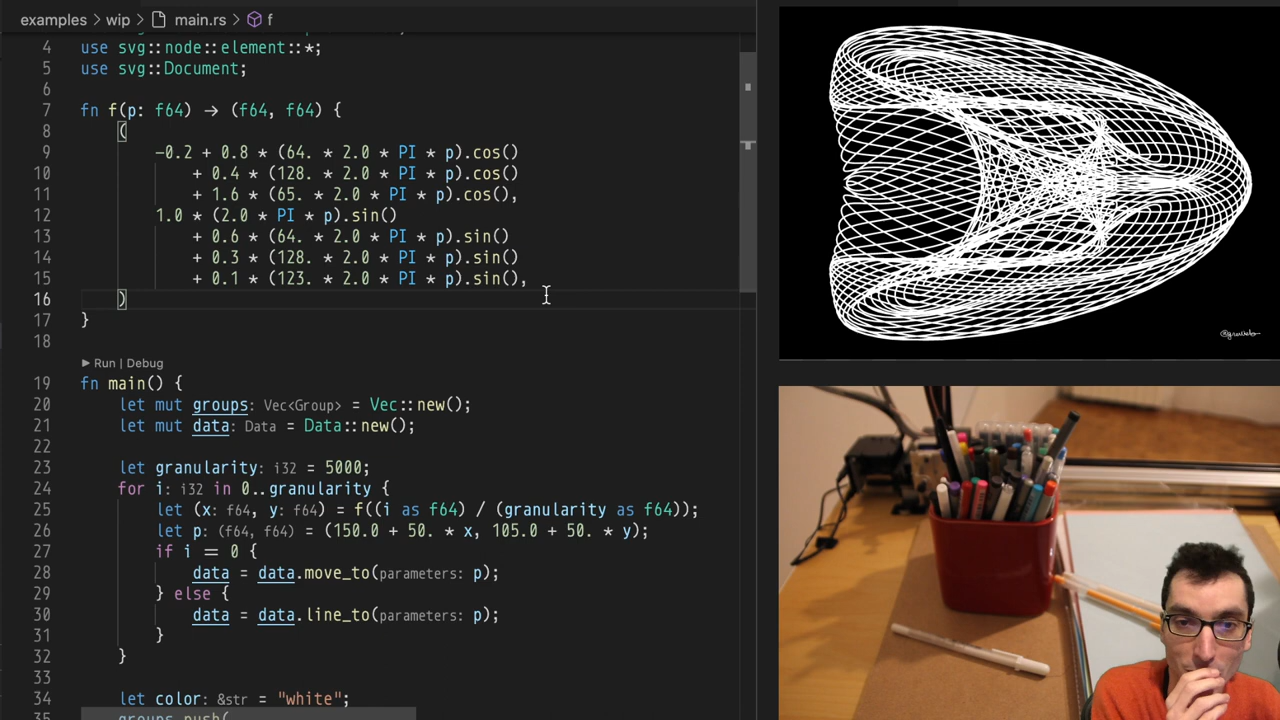 examples > wip > main.rs > f
4 use svg::node::element::*;
5 use svg::Document;
6
7 fn f(p: f64) → (f64, f64) {
8 (
9 -0.2 + 0.8 * (64. * 2.0 * PI * p).cos()
10 + 0.4 * (128. * 2.0 * PI * p).cos()
11 + 1.6 * (65. * 2.0 * PI * p).cos(),
12 1.0 * (2.0 * PI * p).sin()
13 + 0.6 * (64. * 2.0 * PI * p).sin()
14 + 0.3 * (128. * 2.0 * PI * p).sin()
15 + 0.1 * (123. * 2.0 * PI * p).sin(),
16 )
17 }
18
▶ Run | Debug
19 fn main() {
20 let mut groups: Vec<Group> = Vec::new();
21 let mut data: Data = Data::new();
22
23 let granularity: i32 = 5000;
24 for i: i32 in 0..granularity {
25 let (x: f64, y: f64) = f((i as f64) / (granularity as f64));
26 let p: (f64, f64) = (150.0 + 50. * x, 105.0 + 50. * y);
27 if i == 0 {
28 data = data.move_to(parameters: p);
29 } else {
30 data = data.line_to(parameters: p);
31 }
32 }
33
34 let color: &str = "white";
35 groups.push(